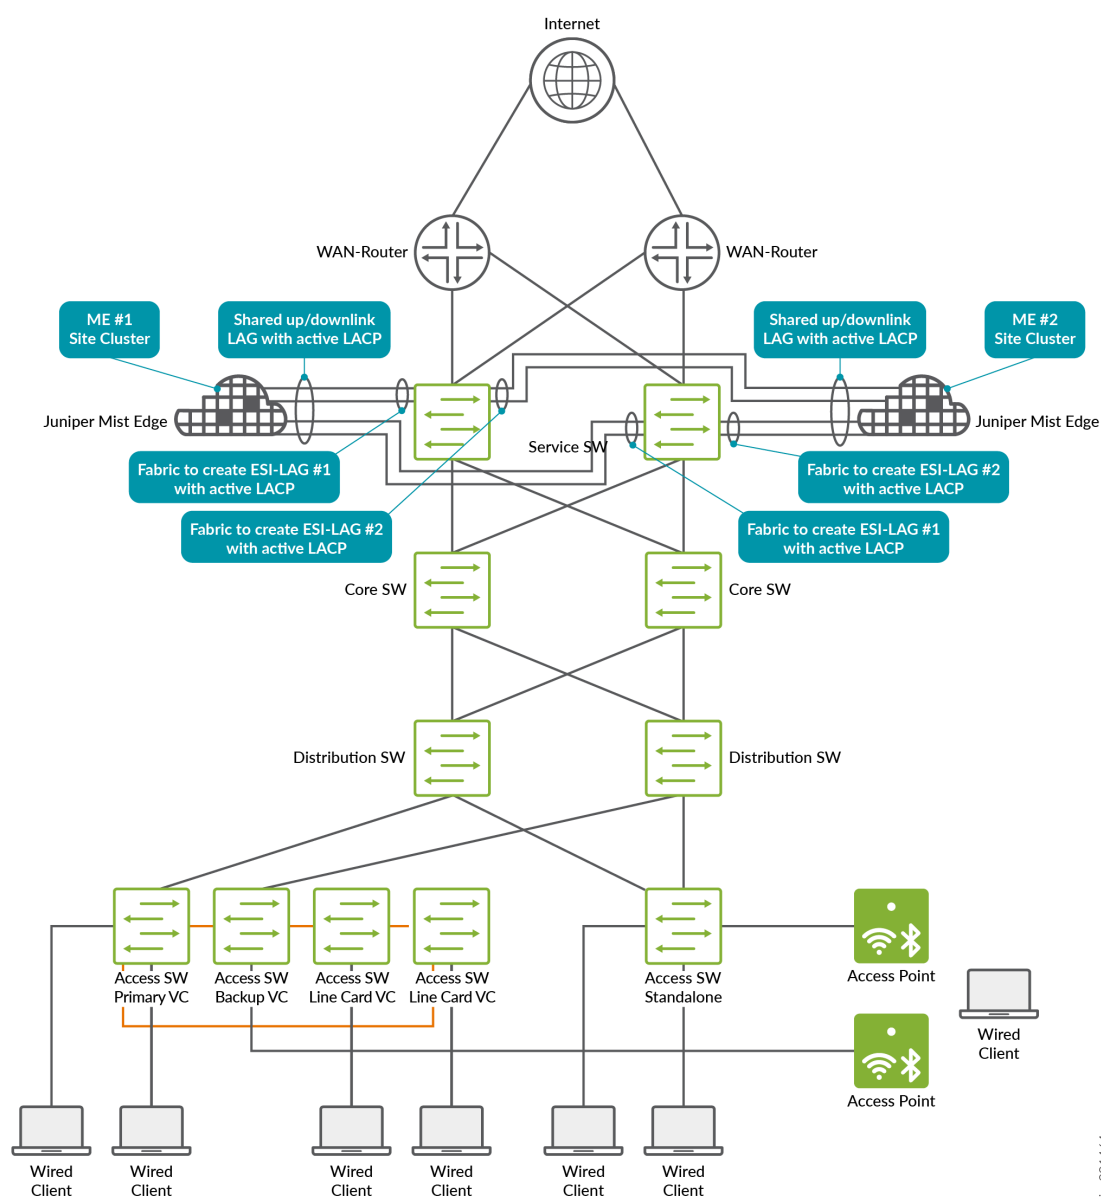 Internet
WAN-Router
WAN-Router
ME #1
Site Cluster
Shared up/downlink
LAG with active LACP
Shared up/downlink
LAG with active LACP
ME #2
Site Cluster
Juniper Mist Edge
Juniper Mist Edge
Service SW
Fabric to create ESI-LAG #1
with active LACP
Fabric to create ESI-LAG #2
with active LACP
Fabric to create ESI-LAG #2
with active LACP
Fabric to create ESI-LAG #1
with active LACP
Core SW
Core SW
Distribution SW
Distribution SW
Access SW
Primary VC
Access SW
Backup VC
Access SW
Line Card VC
Access SW
Line Card VC
Access SW
Standalone
Access Point
Wired
Client
Access Point
Wired
Client
Wired
Client
Wired
Client
Wired
Client
Wired
Client
Wired
Client